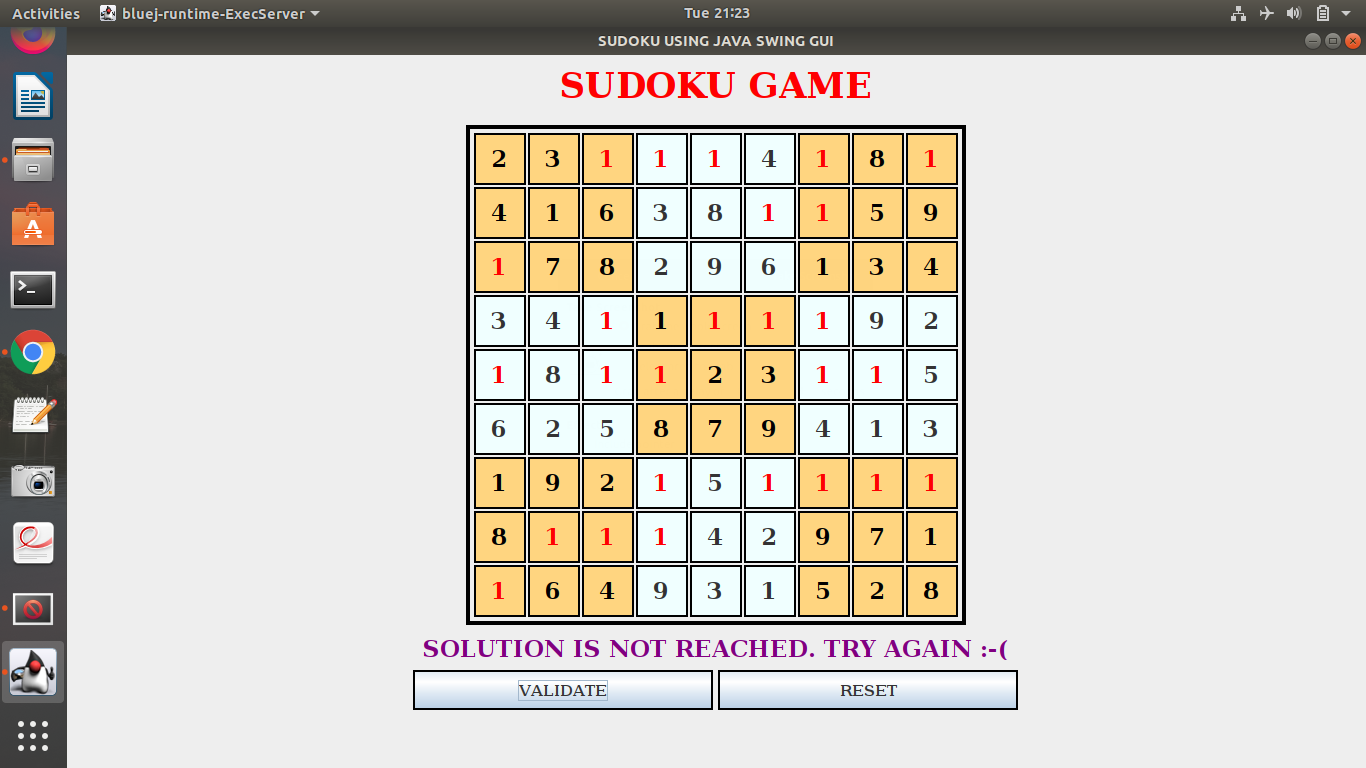 Activities bluej-runtime-ExecServer Tue 21:23
SUDOKU USING JAVA SWING GUI
SUDOKU GAME
2 3 1 1 1 4 1 8 1
4 1 6 3 8 1 1 5 9
1 7 8 2 9 6 1 3 4
3 4 1 1 1 1 1 9 2
1 8 1 1 2 3 1 1 5
6 2 5 8 7 9 4 1 3
1 9 2 1 5 1 1 1 1
8 1 1 1 4 2 9 7 1
1 6 4 9 3 1 5 2 8
SOLUTION IS NOT REACHED. TRY AGAIN :-(
VALIDATE RESET